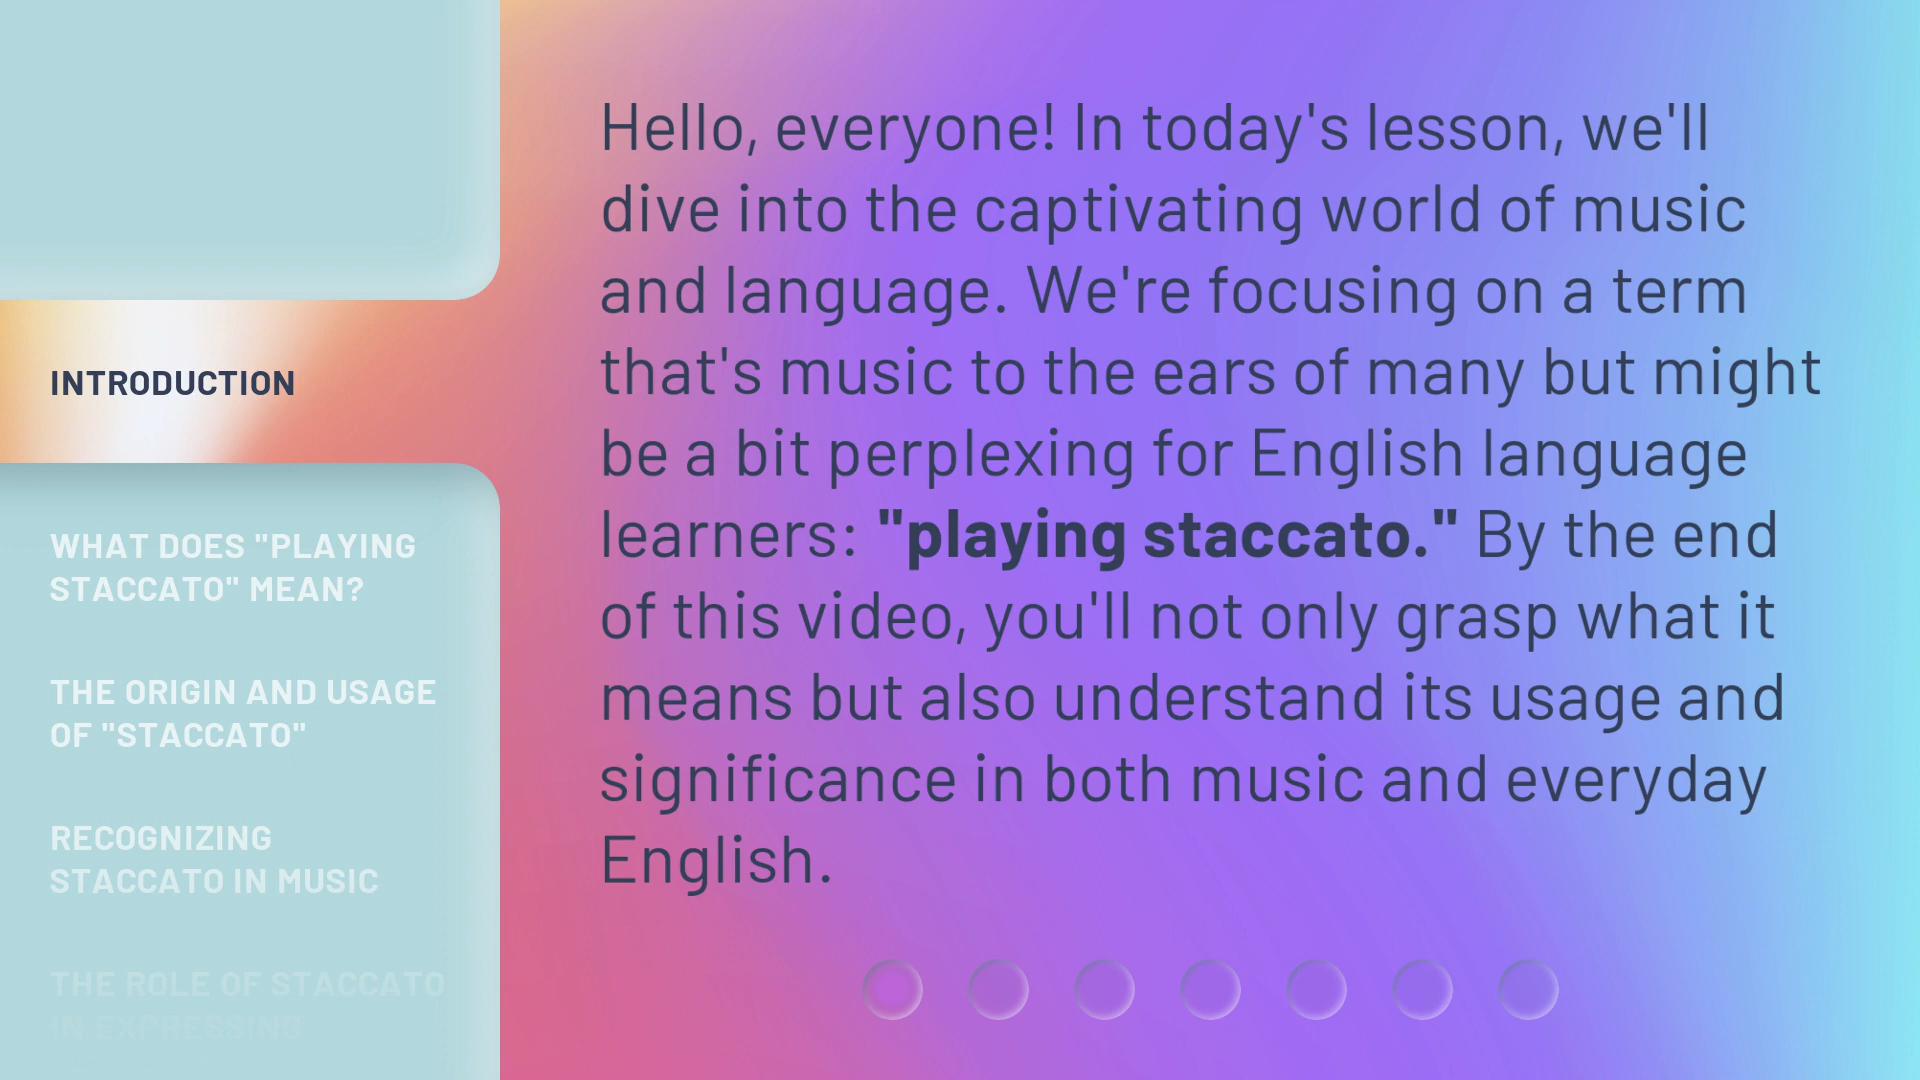 INTRODUCTION
WHAT DOES "PLAYING
STACCATO" MEAN?
THE ORIGIN AND USAGE
OF "STACCATO"
RECOGNIZING
STACCATO IN MUSIC
THE ROLE OF STACCATO
IN EXPRESSING
Hello, everyone! In today's lesson, we'll
dive into the captivating world of music
and language. We're focusing on a term
that's music to the ears of many but might
be a bit perplexing for English language
learners: "playing staccato." By the end
of this video, you'll not only grasp what it
means but also understand its usage and
significance in both music and everyday
English.